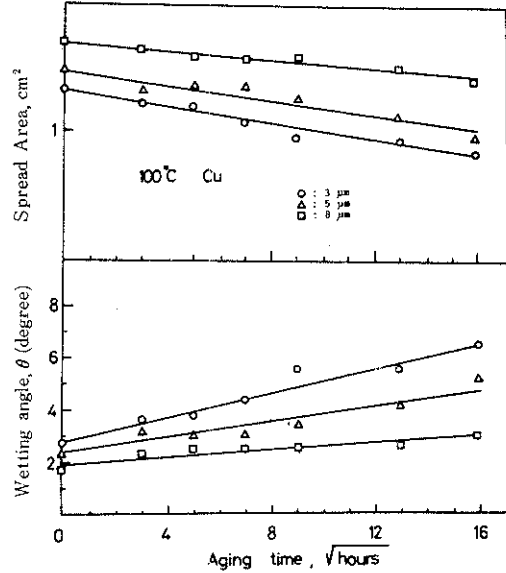 Spread Area, cm²
1
100°C Cu
○ : 3 μm
△ : 5 μm
□ : 8 μm
Wetting angle, θ (degree)
8
6
4
2
0 4 8 12 16
Aging time, √hours